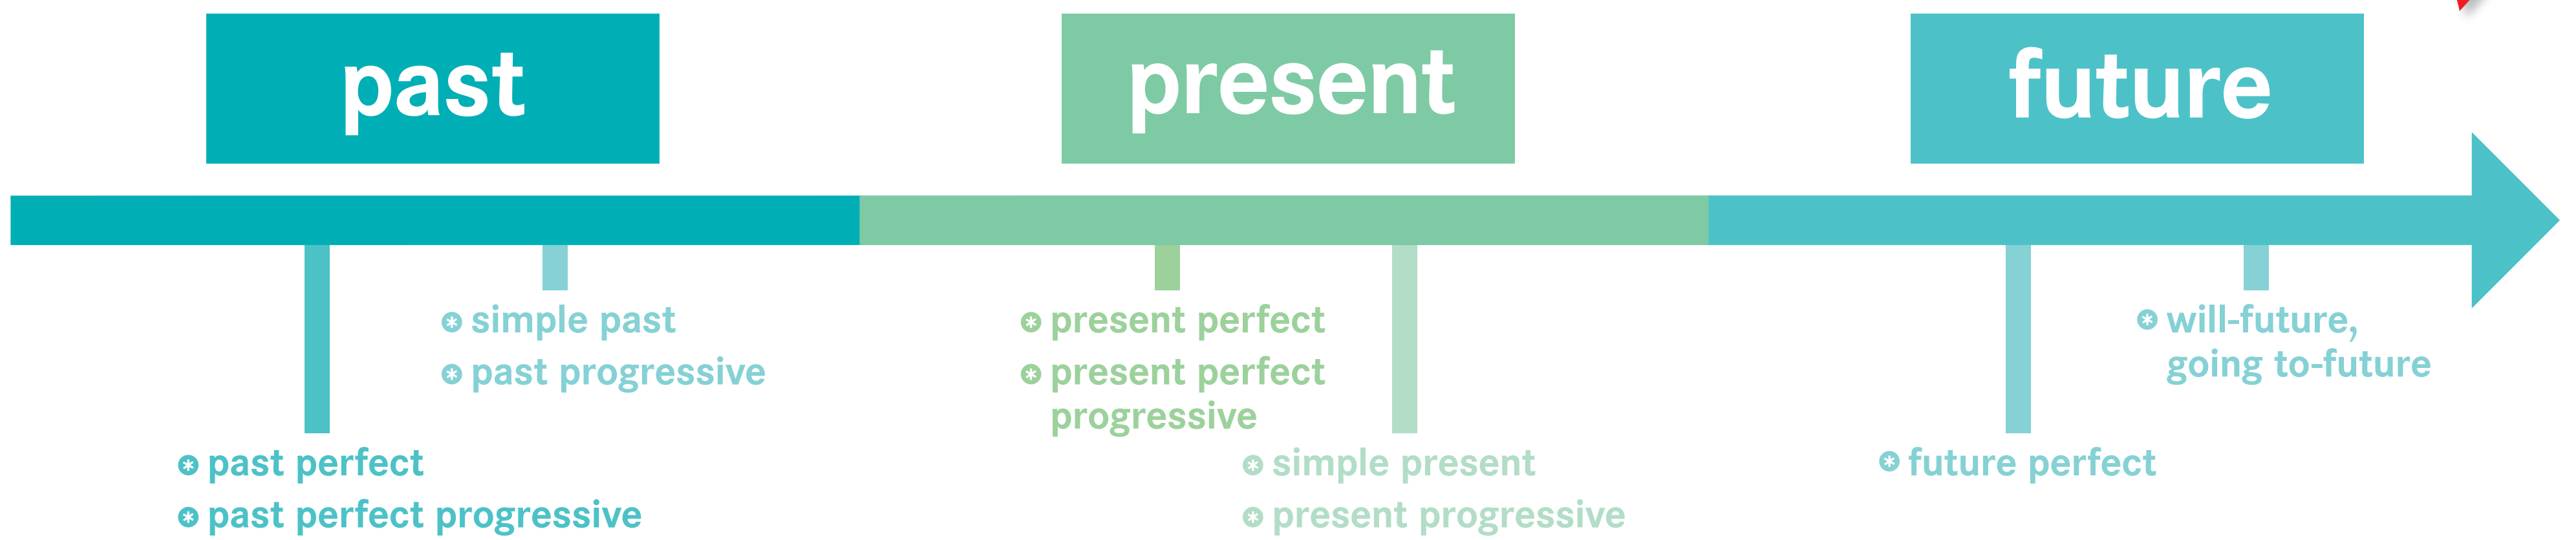 past
present
future
⊛ simple past
⊛ past progressive
⊛ past perfect
⊛ past perfect progressive
⊛ present perfect
⊛ present perfect
progressive
⊛ simple present
⊛ present progressive
⊛ will-future,
going to-future
⊛ future perfect